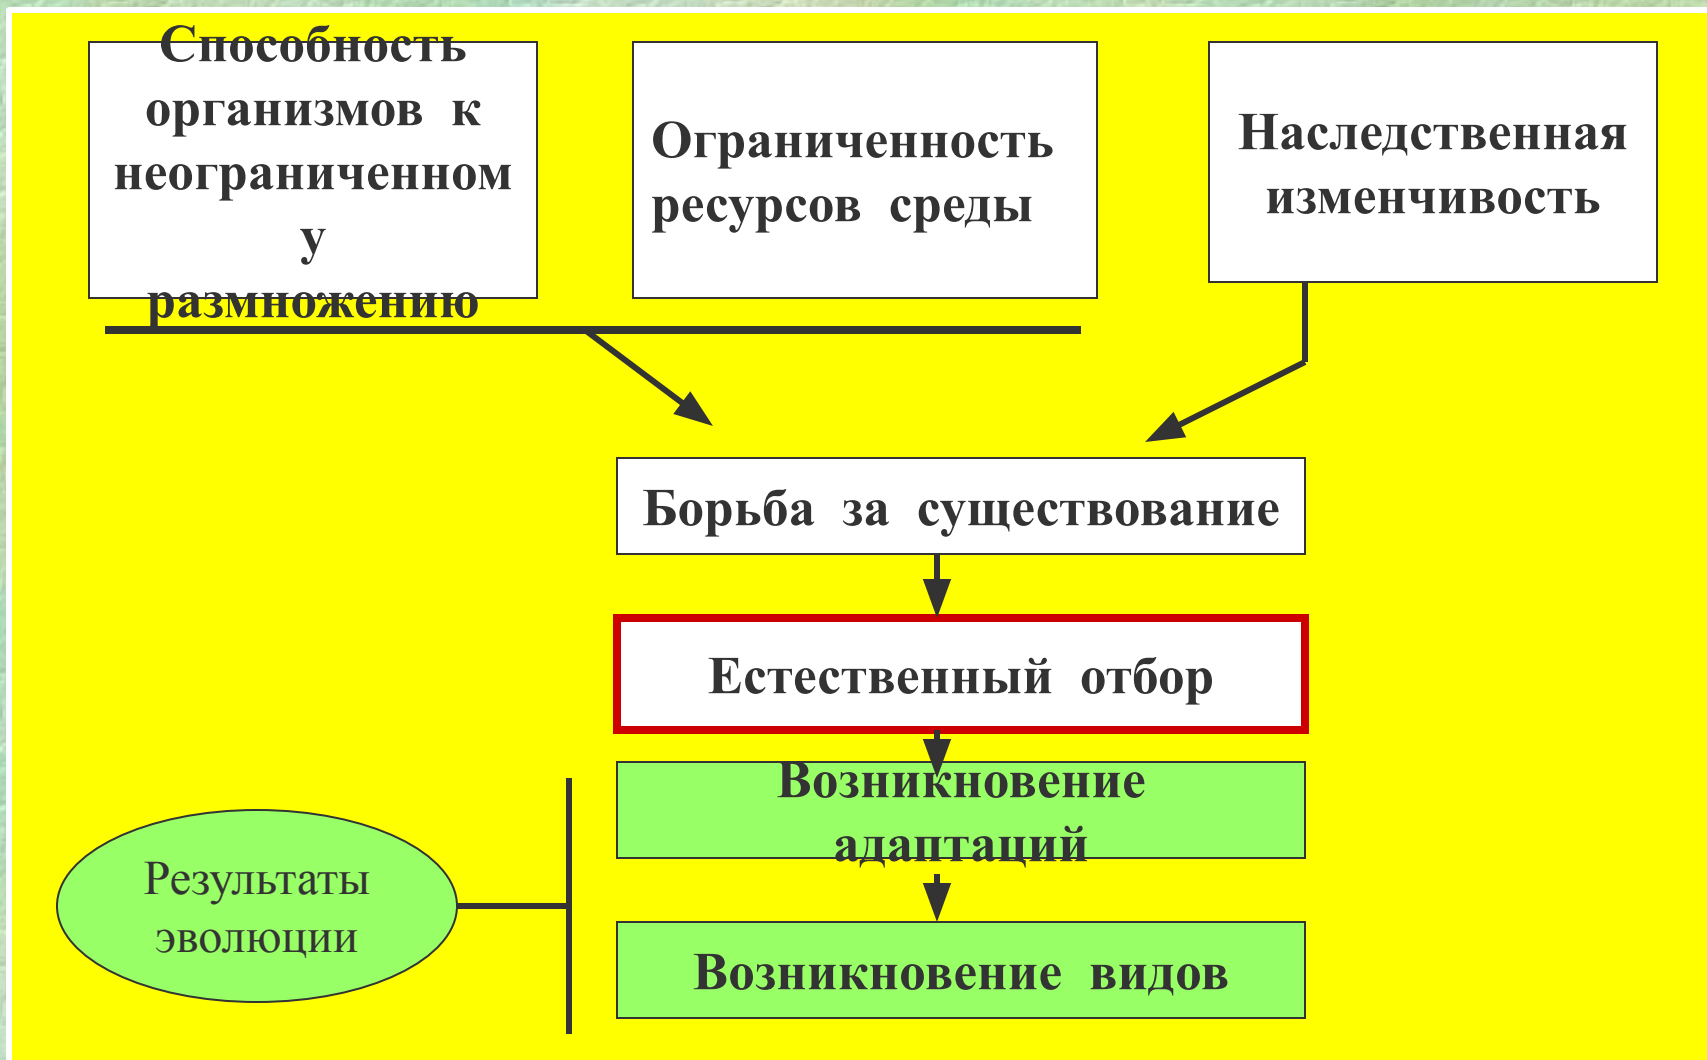 Способность
организмов к
неограниченном
у
размножению
Ограниченность
ресурсов среды
Наследственная
изменчивость
Борьба за существование
Естественный отбор
Возникновение
адаптаций
Результаты
эволюции
Возникновение видов